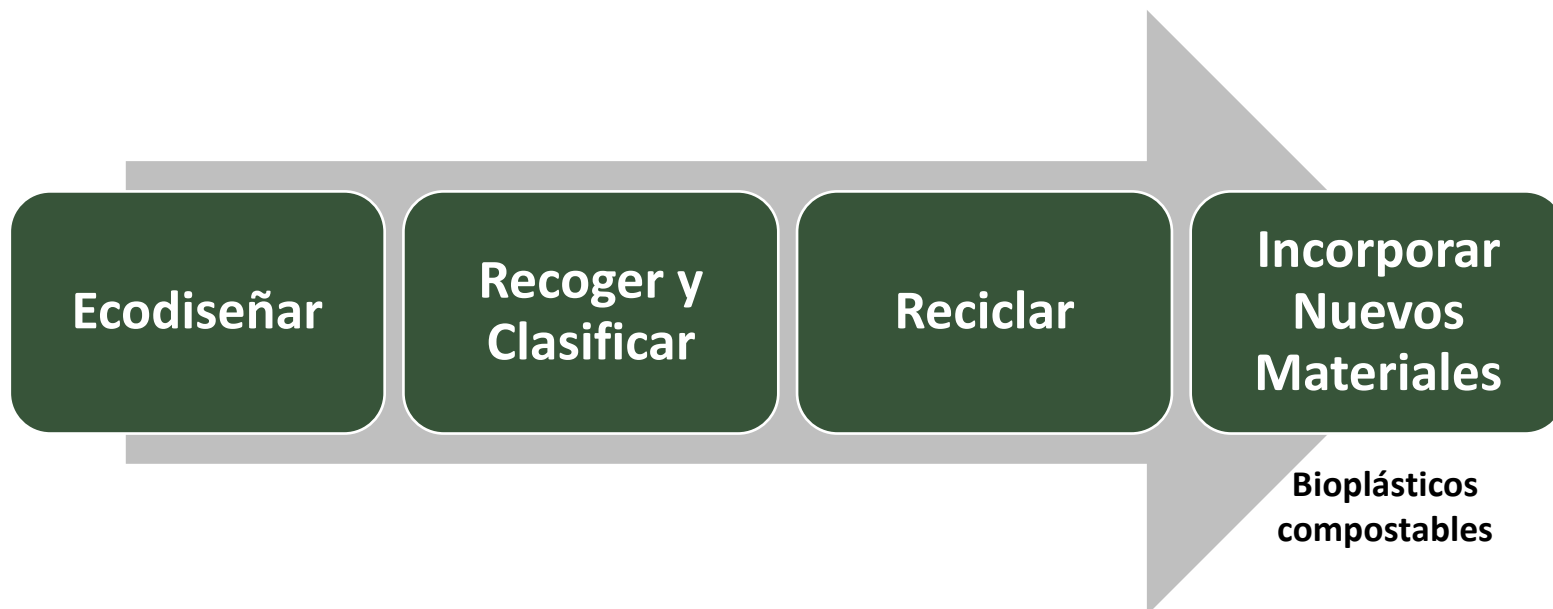 Ecodiseñar
Recoger y
Clasificar
Reciclar
Incorporar
Nuevos
Materiales
Bioplásticos
compostables